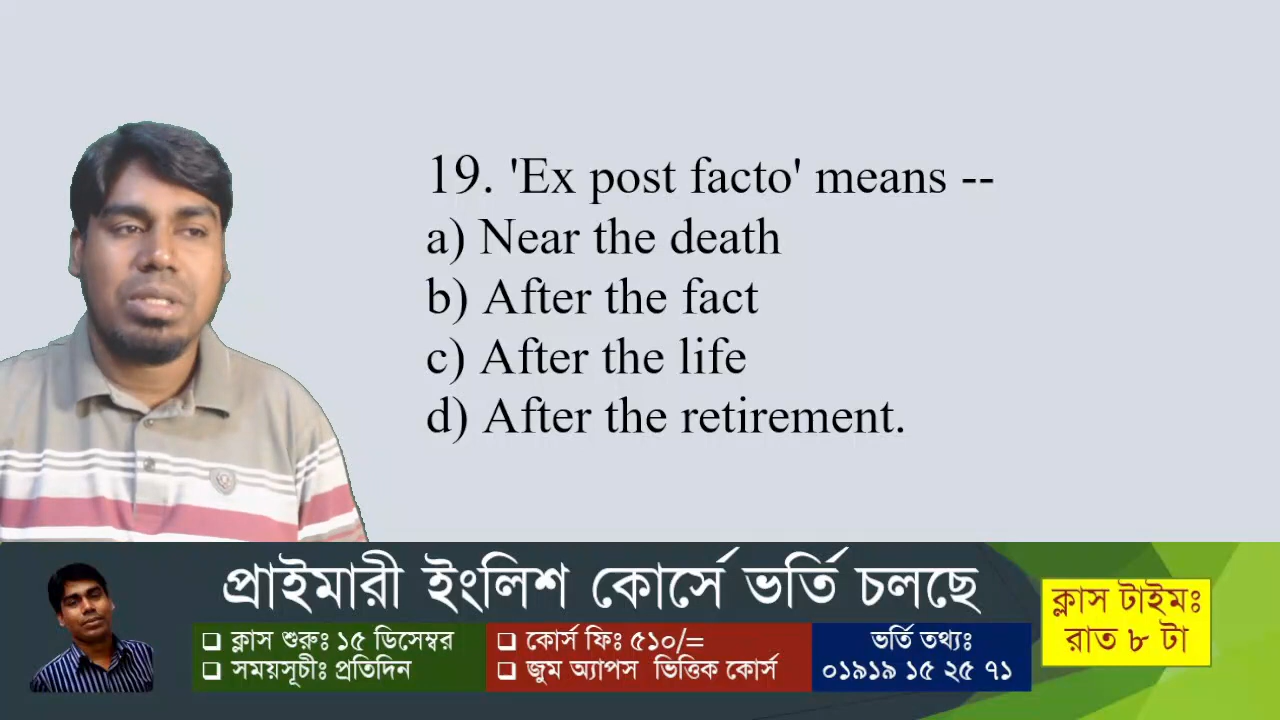 19. 'Ex post facto' means --
a) Near the death
b) After the fact
c) After the life
d) After the retirement.
প্রাইমারী ইংলিশ কোর্সে ভর্তি চলছে
ক্লাস শুরুঃ ১৫ ডিসেম্বর
সময়সূচীঃ প্রতিদিন
কোর্স ফিঃ ৫১০/=
জুম অ্যাপস ভিত্তিক কোর্স
ভর্তি তথ্যঃ
০১৯১৯ ১৫ ২৫ ৭১
ক্লাস টাইমঃ
রাত ৮ টা